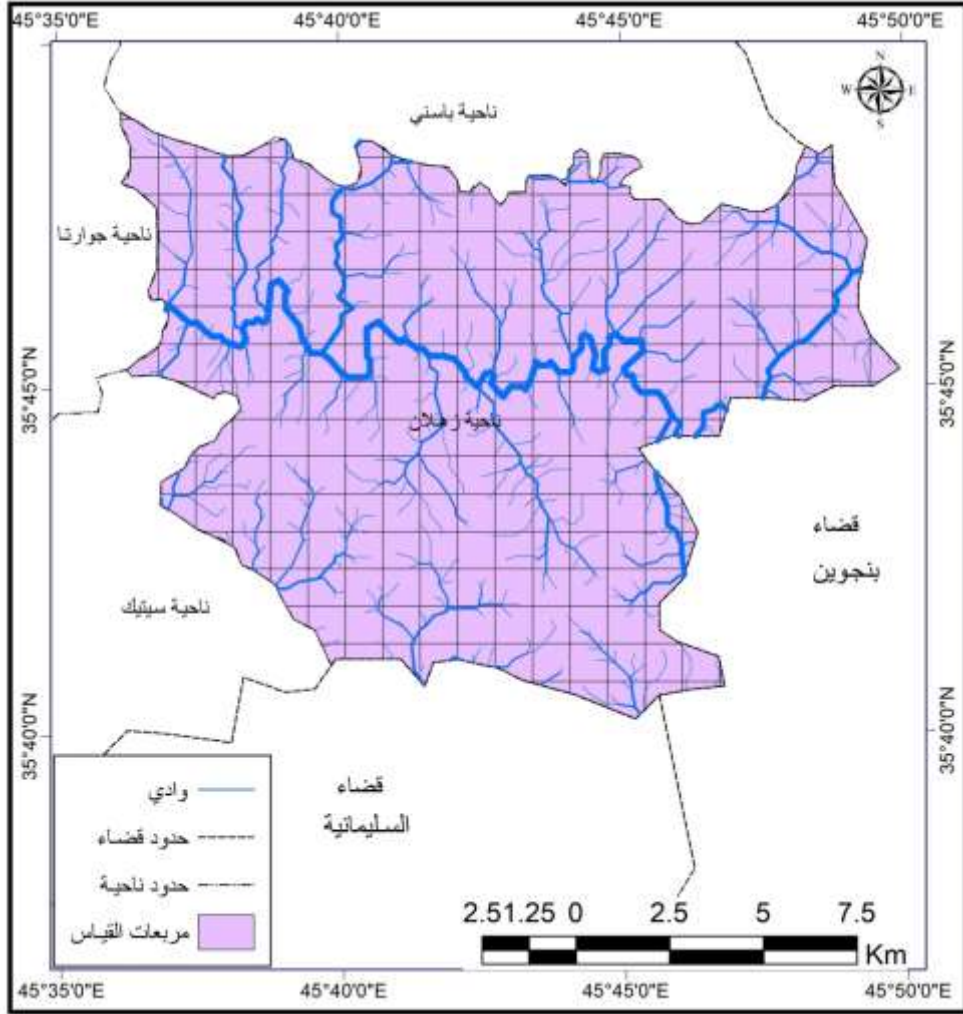 45°35'0"E 45°40'0"E 45°45'0"E 45°50'0"E
N
W E
S
ناحية باسني
ناحية جوارتا
35°45'0"N 35°45'0"N
ناحية زهلان
قضاء
بنجوين
ناحية سيتيك
35°40'0"N 35°40'0"N
قضاء
السليمانية
وادي
حدود قضاء
حدود ناحية
مربعات القياس
2.51.25 0 2.5 5 7.5
Km
45°35'0"E 45°40'0"E 45°45'0"E 45°50'0"E